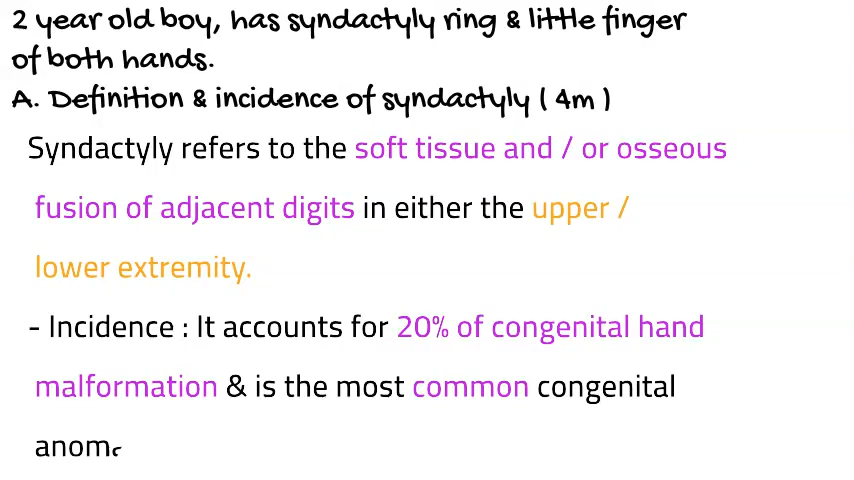 2 year old boy, has syndactyly ring & little finger
of both hands.
A. Definition & incidence of syndactyly ( 4m )
Syndactyly refers to the soft tissue and / or osseous
fusion of adjacent digits in either the upper /
lower extremity.
- Incidence : It accounts for 20% of congenital hand
malformation & is the most common congenital
anom